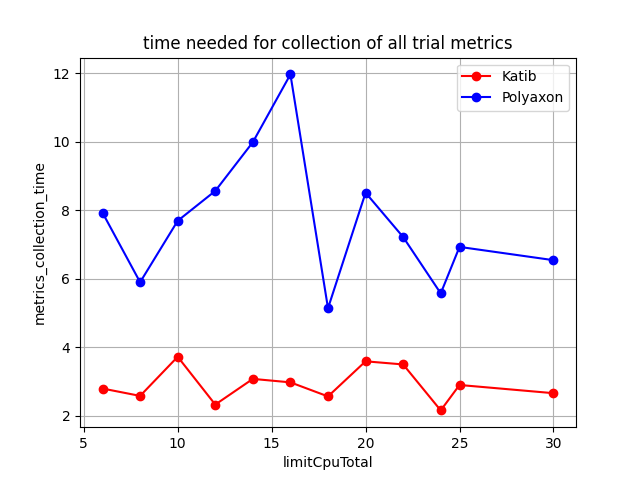 time needed for collection of all trial metrics
Katib
Polyaxon
metrics_collection_time
12
10
8
6
4
2
5
10
15
20
25
30
limitCpuTotal